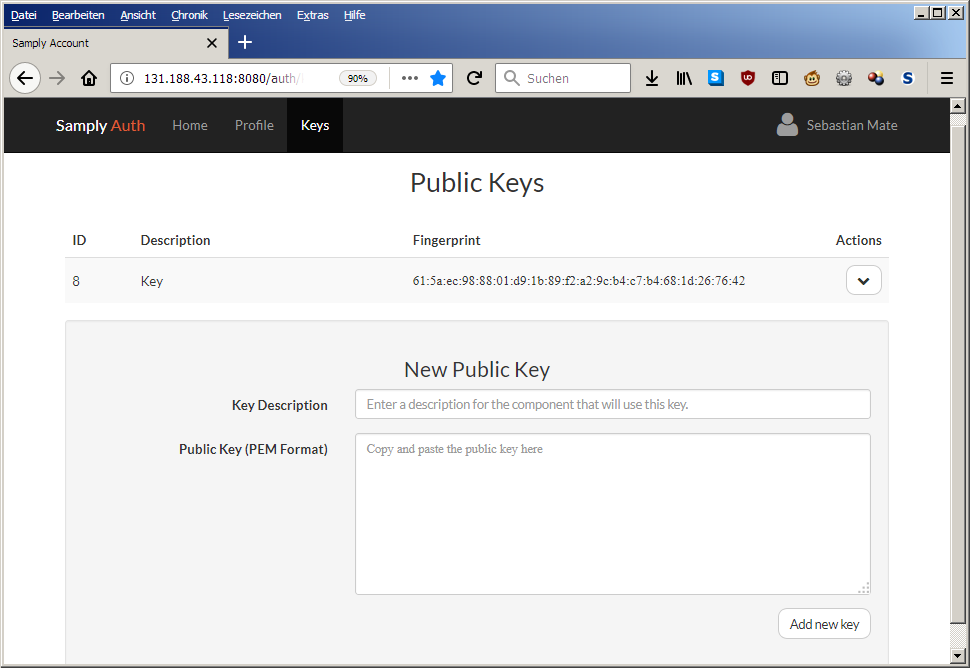 Datei Bearbeiten Ansicht Chronik Lesezeichen Extras Hilfe
Samply Account
131.188.43.118:8080/auth/ 90% Suchen
Samply Auth Home Profile Keys Sebastian Mate
Public Keys
ID Description Fingerprint Actions
8 Key 61:5a:ec:98:88:01:d9:1b:89:f2:a2:9c:b4:c7:b4:68:1d:26:76:42
New Public Key
Key Description Enter a description for the component that will use this key.
Public Key (PEM Format) Copy and paste the public key here
Add new key